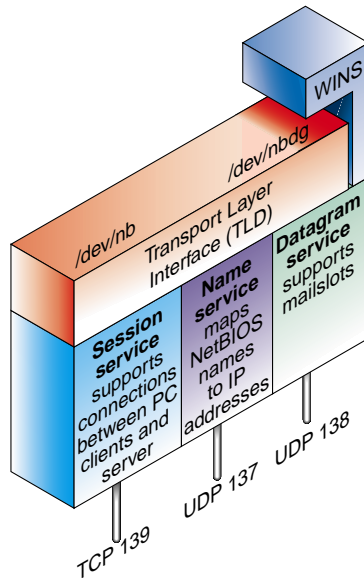 WINS
/dev/nb
/dev/nbdg
Transport Layer
Interface (TLD)
Session
service
supports
connections
between PC
clients and
server
Name
service
maps
NetBIOS
names
to IP
addresses
Datagram
service
supports
mailslots
TCP 139
UDP 137
UDP 138